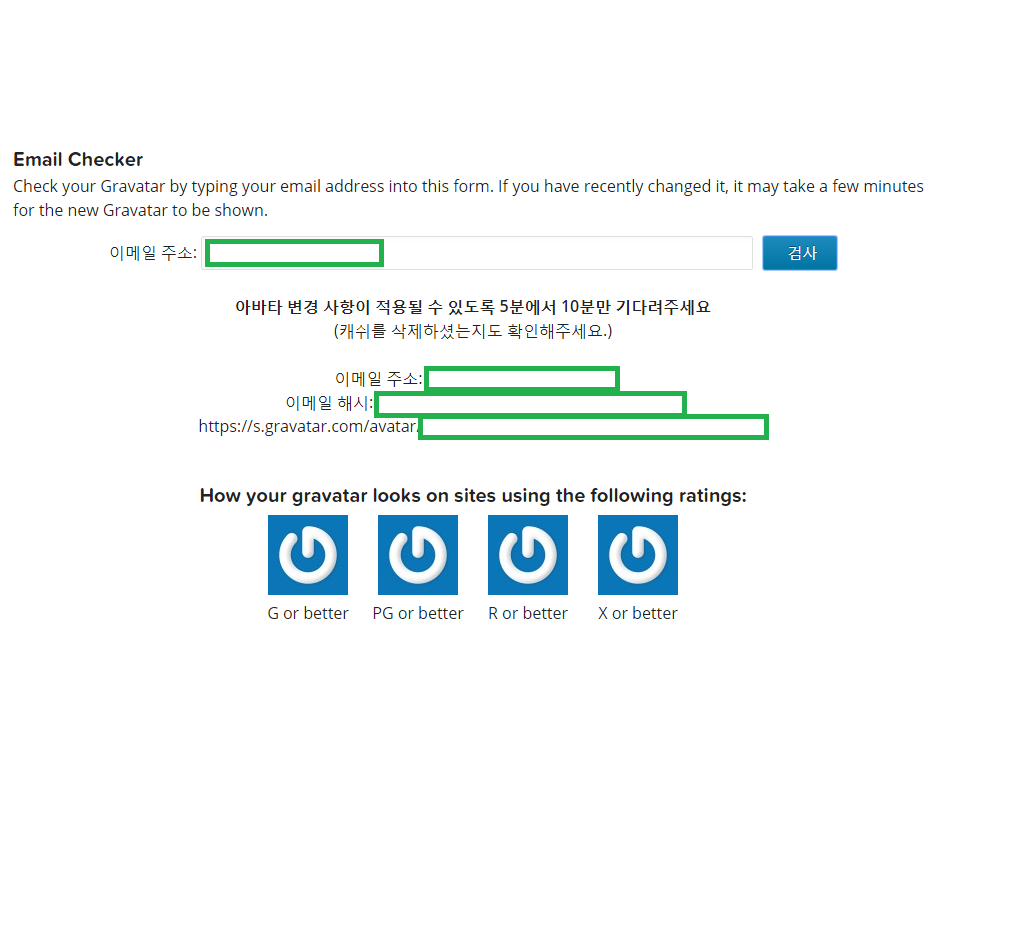 Email Checker
Check your Gravatar by typing your email address into this form. If you have recently changed it, it may take a few minutes
for the new Gravatar to be shown.
이메일 주소: 검사
아바타 변경 사항이 적용될 수 있도록 5분에서 10분만 기다려주세요
(캐쉬를 삭제하셨는지도 확인해주세요.)
이메일 주소:
이메일 해시:
https://s.gravatar.com/avatar/
How your gravatar looks on sites using the following ratings:
G or better PG or better R or better X or better